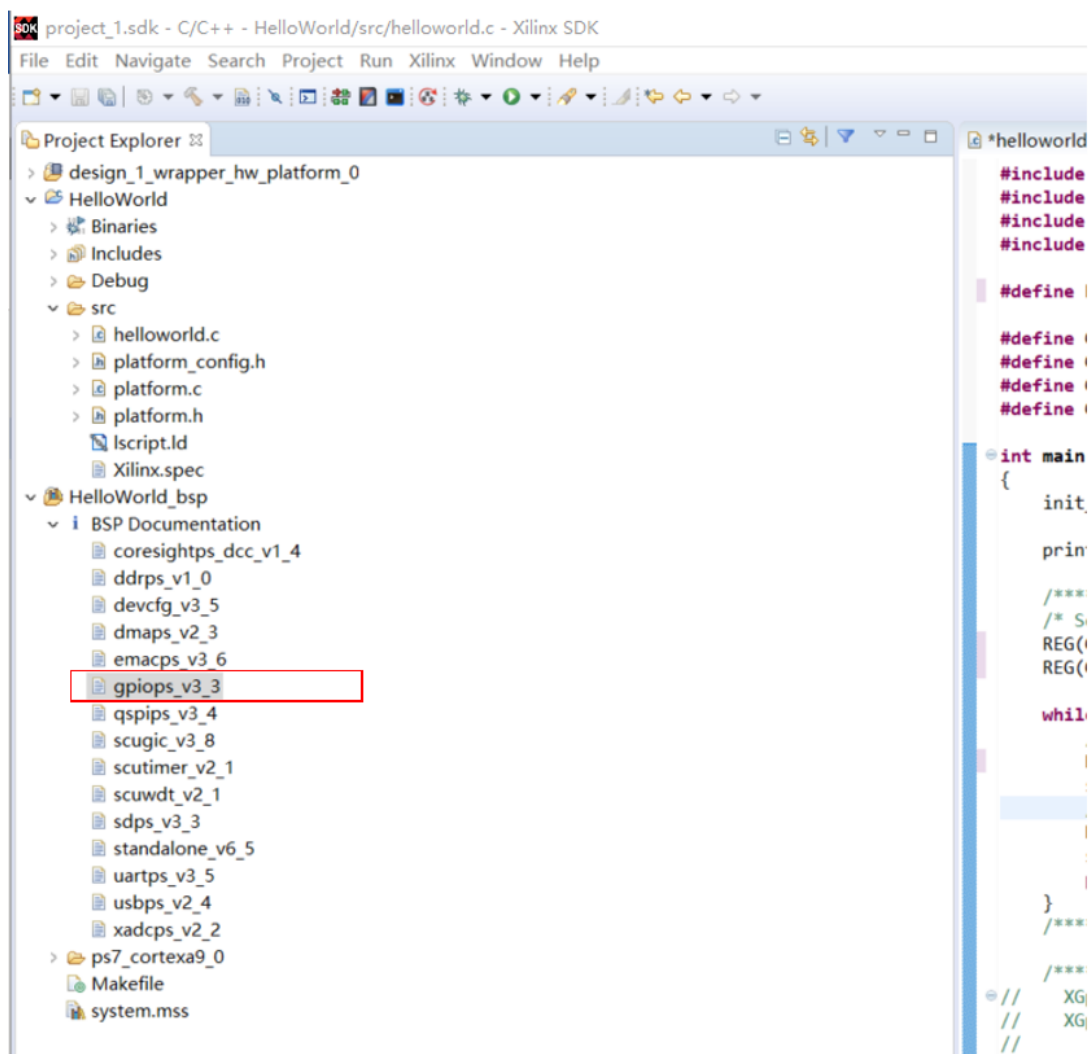 project_1.sdk - C/C++ - HelloWorld/src/helloworld.c - Xilinx SDK
File Edit Navigate Search Project Run Xilinx Window Help
Project Explorer
design_1_wrapper_hw_platform_0
HelloWorld
Binaries
Includes
Debug
src
helloworld.c
platform_config.h
platform.c
platform.h
lscript.ld
Xilinx.spec
HelloWorld_bsp
BSP Documentation
coresightps_dcc_v1_4
ddrps_v1_0
devcfg_v3_5
dmaps_v2_3
emacps_v3_6
gpiops_v3_3
qspips_v3_4
scugic_v3_8
scutimer_v2_1
scuwdt_v2_1
sdps_v3_3
standalone_v6_5
uartps_v3_5
usbps_v2_4
xadcps_v2_2
ps7_cortexa9_0
Makefile
system.mss
*helloworld
#include
#include
#include
#include
#define
#define
#define
#define
#define
int main
{
init_
prin
/****
/*
REG(
REG(
whil
}
/****
/****
// XG
// XG
//